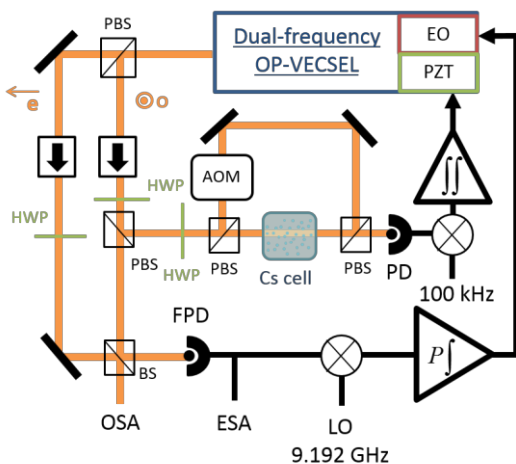 PBS
Dual-frequency
OP-VECSEL
EO
PZT
e
o
AOM
∬
HWP
HWP
PBS
HWP
PBS
Cs cell
PBS
PD
100 kHz
FPD
P∫
BS
OSA
ESA
LO
9.192 GHz